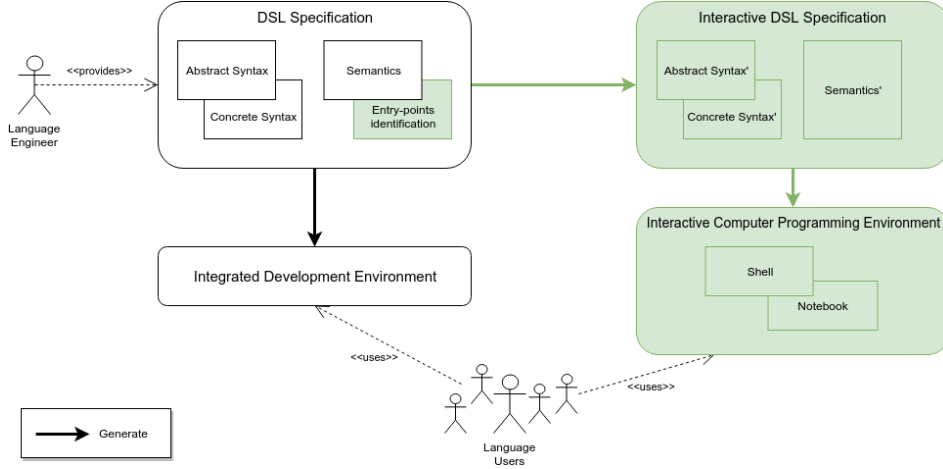 DSL Specification
Interactive DSL Specification
<<provides>>
Language
Engineer
Abstract Syntax
Concrete Syntax
Semantics
Entry-points
identification
Abstract Syntax'
Concrete Syntax'
Semantics'
Integrated Development Environment
Interactive Computer Programming Environment
Shell
Notebook
<<uses>>
<<uses>>
Language
Users
Generate